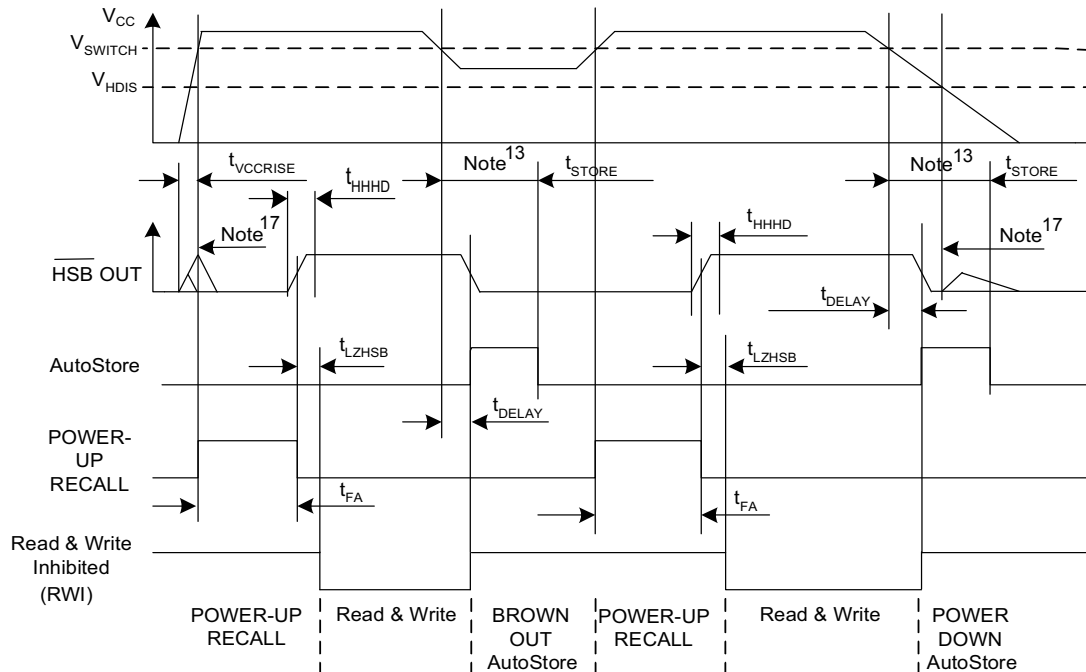 VCC
VSWITCH
VHDIS
tVCCRISE
Note13
tSTORE
Note13
tSTORE
tHHHD
tHHHD
Note17
Note17
HSB OUT
tDELAY
tLZHSB
tLZHSB
AutoStore
tDELAY
POWER-
UP
RECALL
tFA
tFA
Read & Write
Inhibited
(RWI)
POWER-UP
RECALL
Read & Write
BROWN
OUT
AutoStore
POWER-UP
RECALL
Read & Write
POWER
DOWN
AutoStore